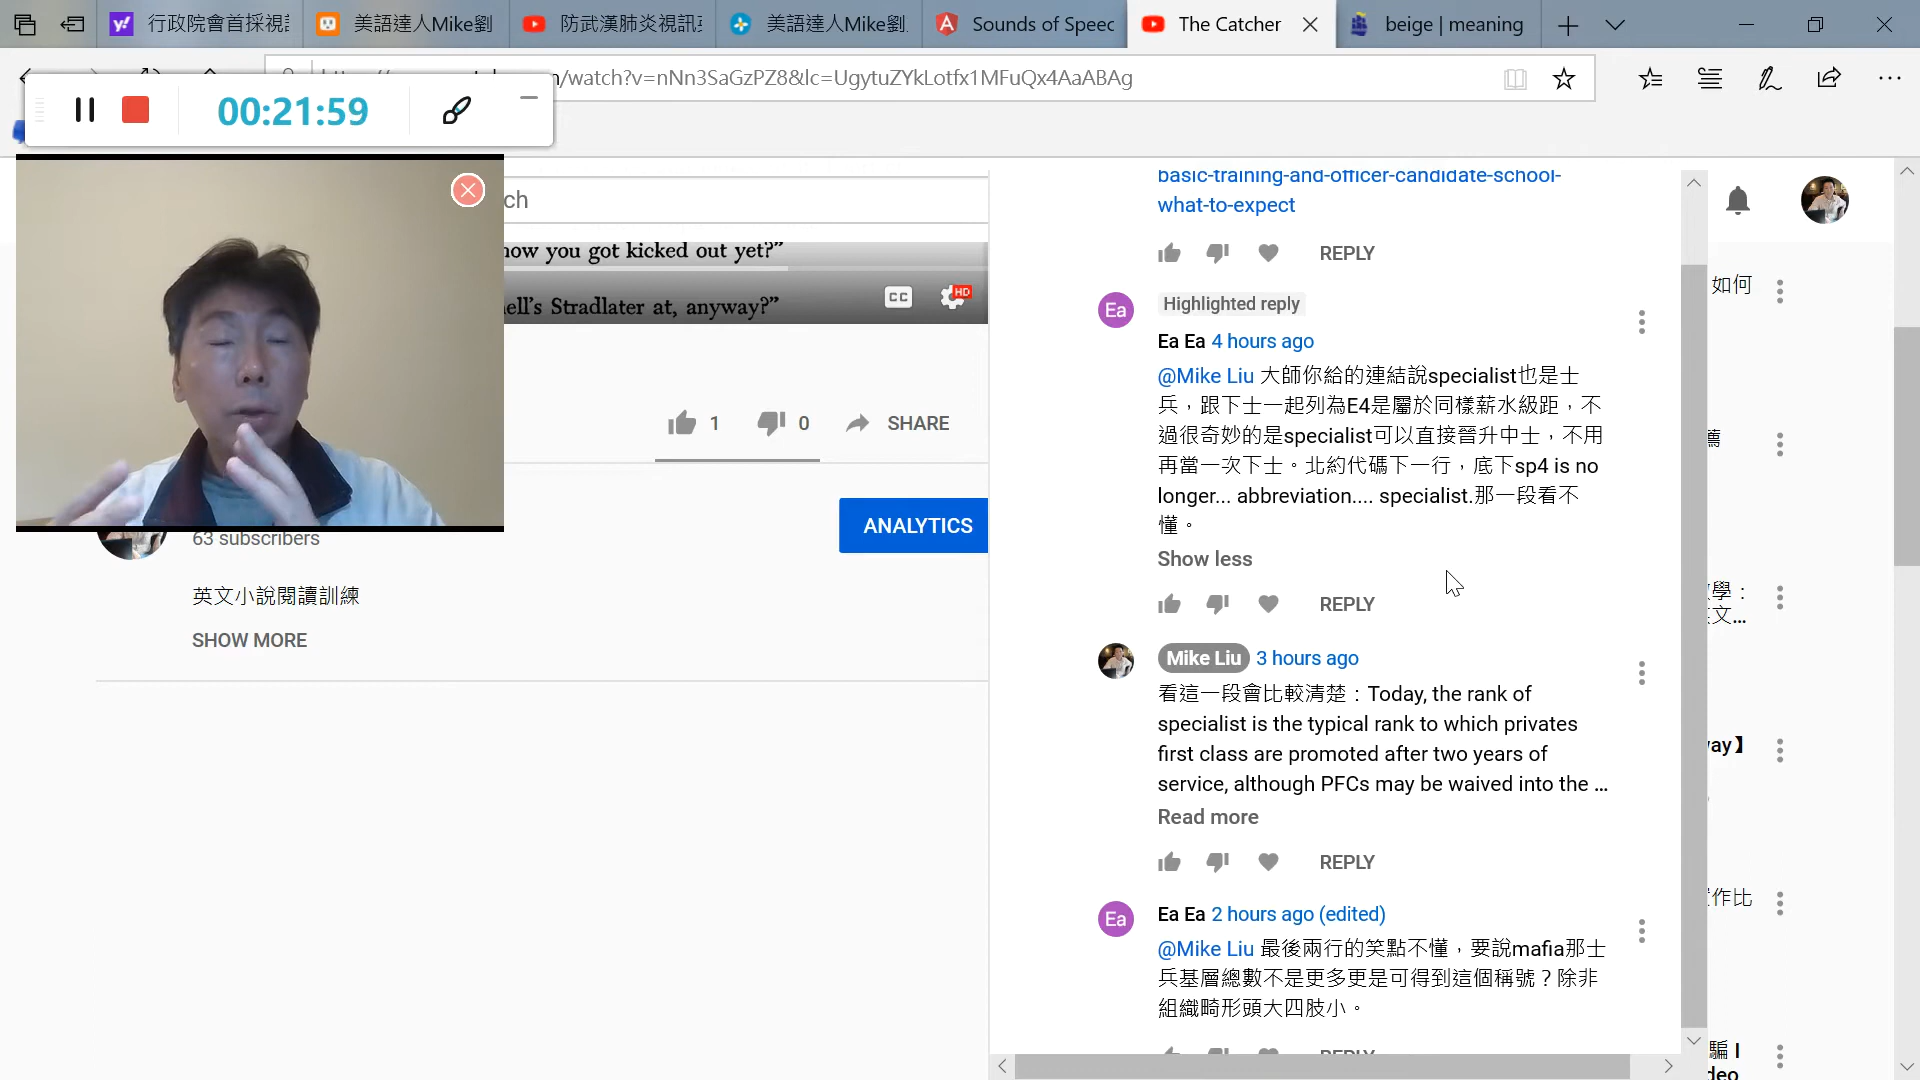 行政院會首採視
美語達人Mike劉
防武漢肺炎視訊
美語達人Mike劉
Sounds of Speec
The Catcher
beige | meaning
/watch?v=nNn3SaGzPZ8&lc=UgytuZYkLotfx1MFuQx4AaABAg
00:21:59
ch
now you got kicked out yet?”
ell’s Stradlater at, anyway?”
CC
HD
1
0
SHARE
63 subscribers
ANALYTICS
英文小說閱讀訓練
SHOW MORE
basic-training-and-officer-candidate-school-
what-to-expect
REPLY
Ea
Highlighted reply
Ea Ea 4 hours ago
@Mike Liu 大師你給的連結說specialist也是士
兵，跟下士一起列為E4是屬於同樣薪水級距，不
過很奇妙的是specialist可以直接晉升中士，不用
再當一次下士。北約代碼下一行，底下sp4 is no
longer... abbreviation.... specialist.那一段看不
懂。
Show less
REPLY
Mike Liu 3 hours ago
看這一段會比較清楚：Today, the rank of
specialist is the typical rank to which privates
first class are promoted after two years of
service, although PFCs may be waived into the ...
Read more
REPLY
Ea
Ea Ea 2 hours ago (edited)
@Mike Liu 最後兩行的笑點不懂，要說mafia那士
兵基層總數不是更多更是可得到這個稱號？除非
組織畸形頭大四肢小。
REPLY
如何
薦
學：
文...
way】
作比
騙 I
deo